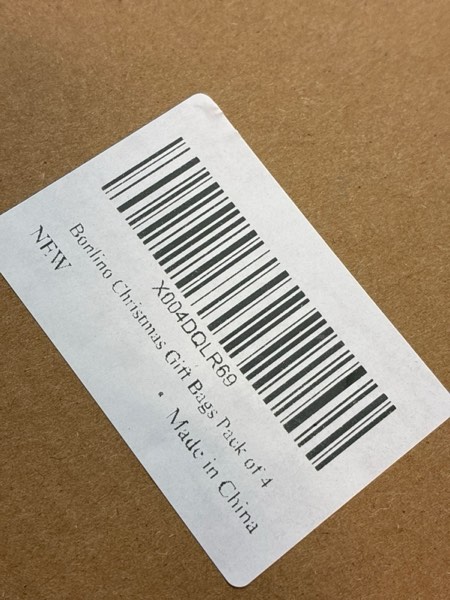 X004DQLR69
Bonlino Christmas Gift Bags Pack of 4
NEW
• Made in China